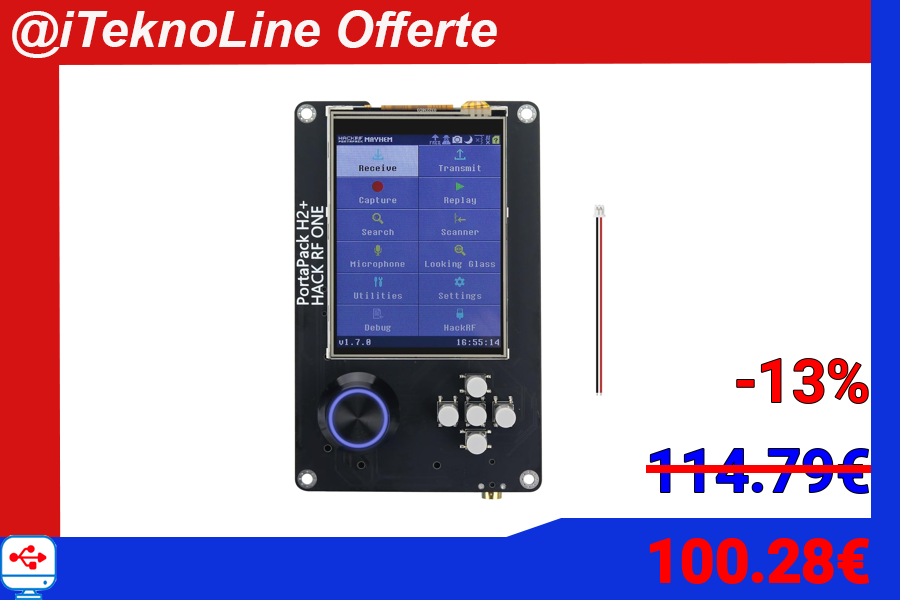 @iTeknoLine Offerte
HACKRF MAYHEM
PORTAPACK
Receive
Transmit
Capture
Replay
Search
Scanner
Microphone
Looking Glass
Utilities
Settings
Debug
HackRF
v1.7.0
16:55:14
PortaPack H2+
HACK RF ONE
-13%
114.79€
100.28€